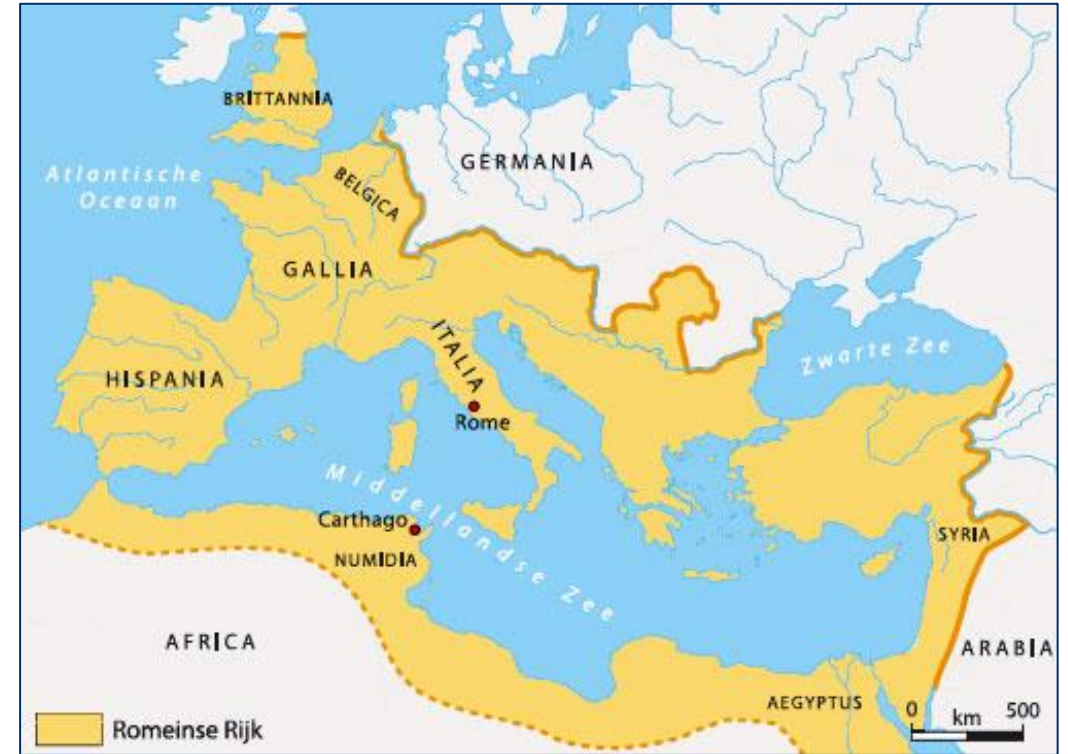 BRITTANNIA
Atlantische
Oceaan
GERMANIA
BELGICA
GALLIA
HISPANIA
ITALIA
Rome
Zwarte Zee
Middellandse Zee
Carthago
NUMIDIA
SYRIA
AFRICA
ARABIA
AEGYPTUS
0 km 500
Romeinse Rijk